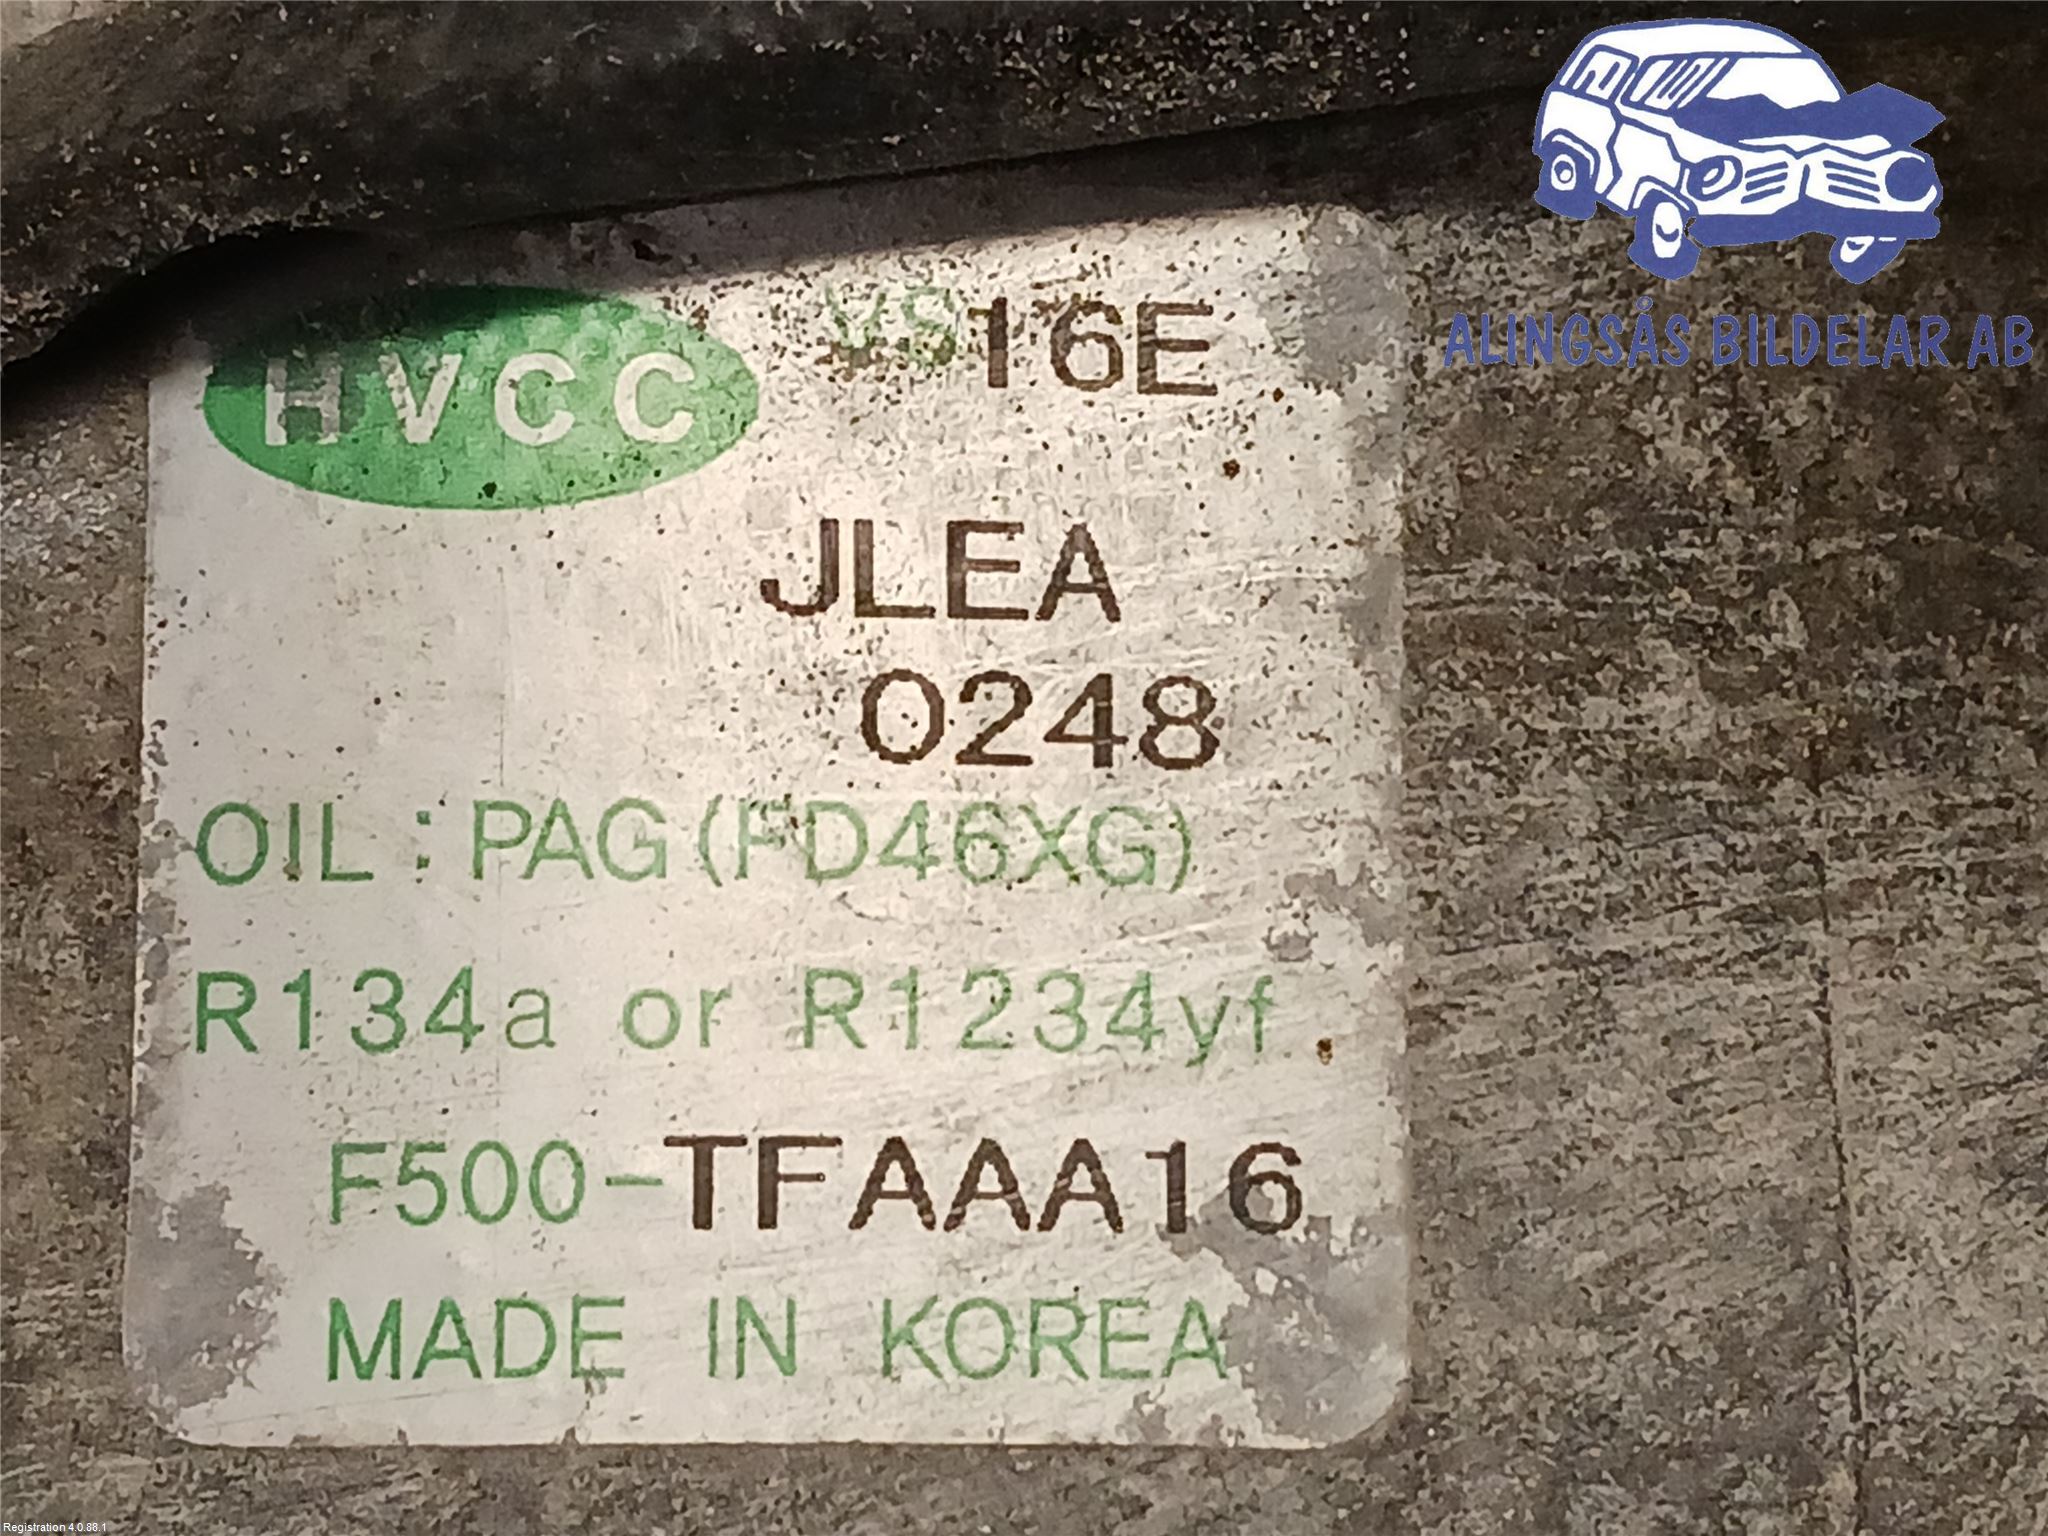 ALINGSÅS BILDELAR AB
HVCC VS16E
JLEA
0248
OIL : PAG (FD46XG)
R134a or R1234yf
F500-TFAAA16
MADE IN KOREA
Registration 4.0.88.1